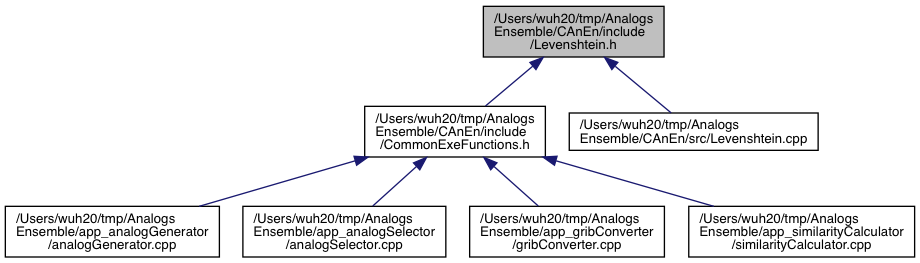 /Users/wuh20/tmp/Analogs
Ensemble/CAnEn/include
/Levenshtein.h
/Users/wuh20/tmp/Analogs
Ensemble/CAnEn/include
/CommonExeFunctions.h
/Users/wuh20/tmp/Analogs
Ensemble/CAnEn/src/Levenshtein.cpp
/Users/wuh20/tmp/Analogs
Ensemble/app_analogGenerator
/analogGenerator.cpp
/Users/wuh20/tmp/Analogs
Ensemble/app_analogSelector
/analogSelector.cpp
/Users/wuh20/tmp/Analogs
Ensemble/app_gribConverter
/gribConverter.cpp
/Users/wuh20/tmp/Analogs
Ensemble/app_similarityCalculator
/similarityCalculator.cpp